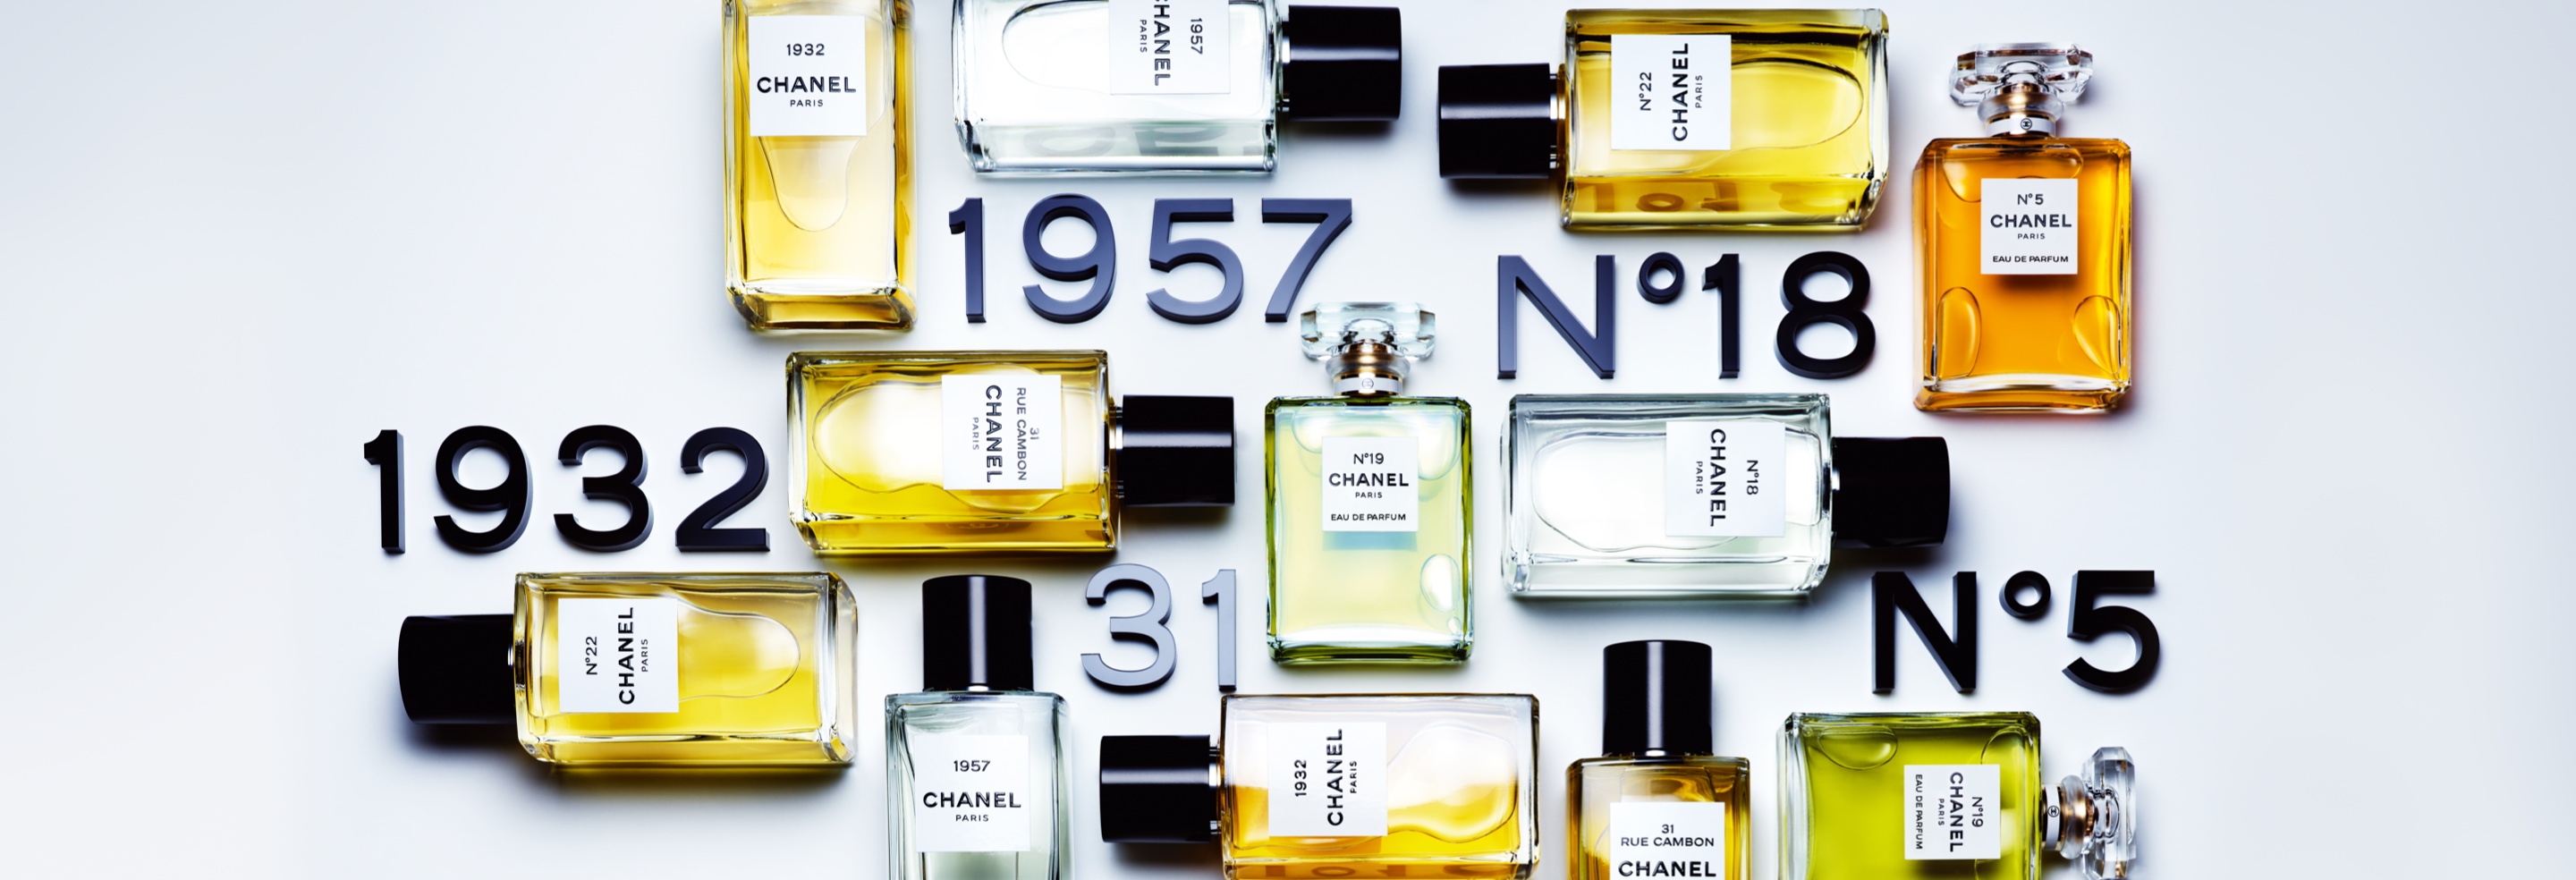 1932
CHANEL
PARIS
1957
CHANEL
PARIS
N°22
CHANEL
PARIS
N°5
CHANEL
PARIS
EAU DE PARFUM
1957
N°18
31
RUE CAMBON
CHANEL
PARIS
N°19
CHANEL
PARIS
EAU DE PARFUM
N°18
CHANEL
PARIS
1932
N°22
CHANEL
PARIS
31
N°5
1957
CHANEL
PARIS
1932
CHANEL
PARIS
31
RUE CAMBON
CHANEL
N°19
CHANEL
PARIS
EAU DE PARFUM